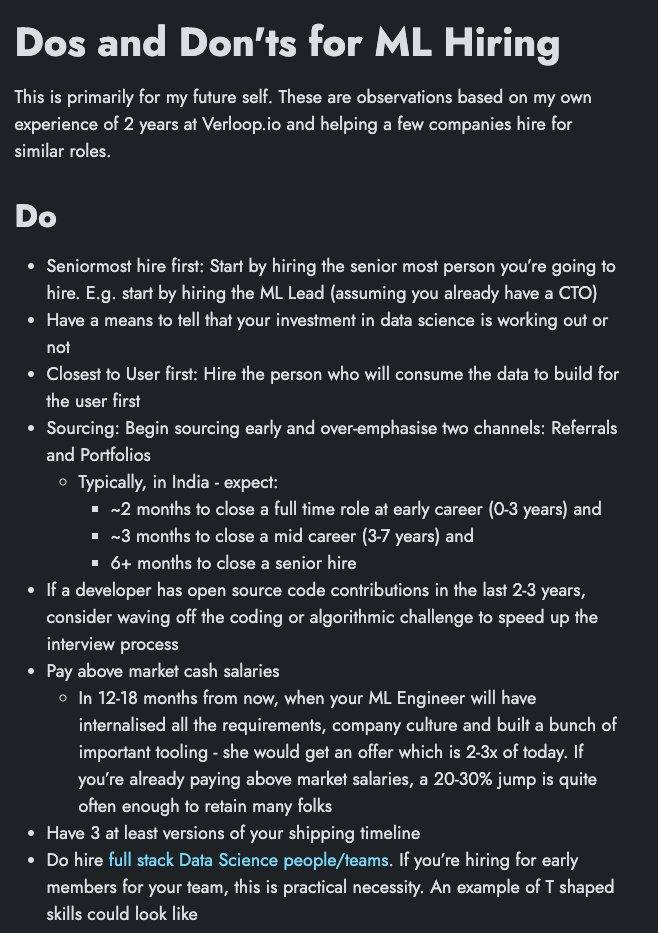 Dos and Don'ts for ML Hiring
This is primarily for my future self. These are observations based on my own
experience of 2 years at Verloop.io and helping a few companies hire for
similar roles.
Do
• Seniormost hire first: Start by hiring the senior most person you're going to
hire. E.g. start by hiring the ML Lead (assuming you already have a CTO)
• Have a means to tell that your investment in data science is working out or
not
• Closest to User first: Hire the person who will consume the data to build for
the user first
• Sourcing: Begin sourcing early and over-emphasise two channels: Referrals
and Portfolios
◦ Typically, in India - expect:
▪ ~2 months to close a full time role at early career (0-3 years) and
▪ ~3 months to close a mid career (3-7 years) and
▪ 6+ months to close a senior hire
• If a developer has open source code contributions in the last 2-3 years,
consider waving off the coding or algorithmic challenge to speed up the
interview process
• Pay above market cash salaries
◦ In 12-18 months from now, when your ML Engineer will have
internalised all the requirements, company culture and built a bunch of
important tooling - she would get an offer which is 2-3x of today. If
you're already paying above market salaries, a 20-30% jump is quite
often enough to retain many folks
• Have 3 at least versions of your shipping timeline
• Do hire full stack Data Science people/teams. If you're hiring for early
members for your team, this is practical necessity. An example of T shaped
skills could look like